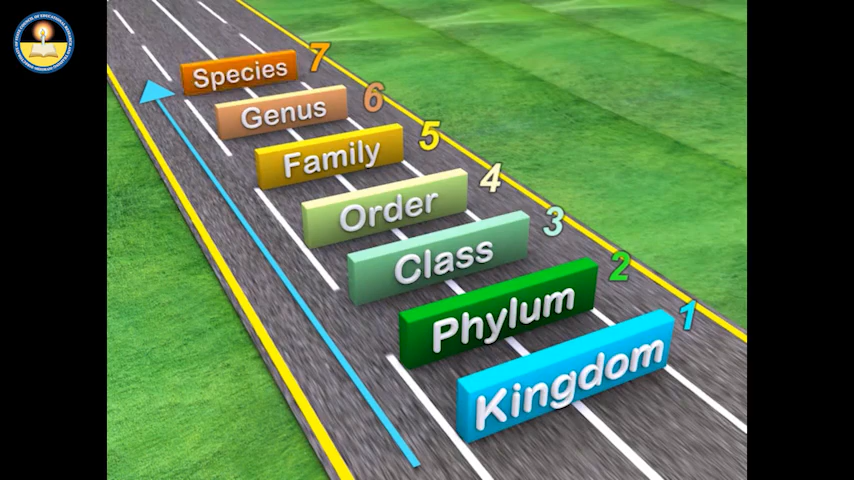 Species 7
Genus 6
Family 5
Order 4
Class 3
Phylum 2
Kingdom 1